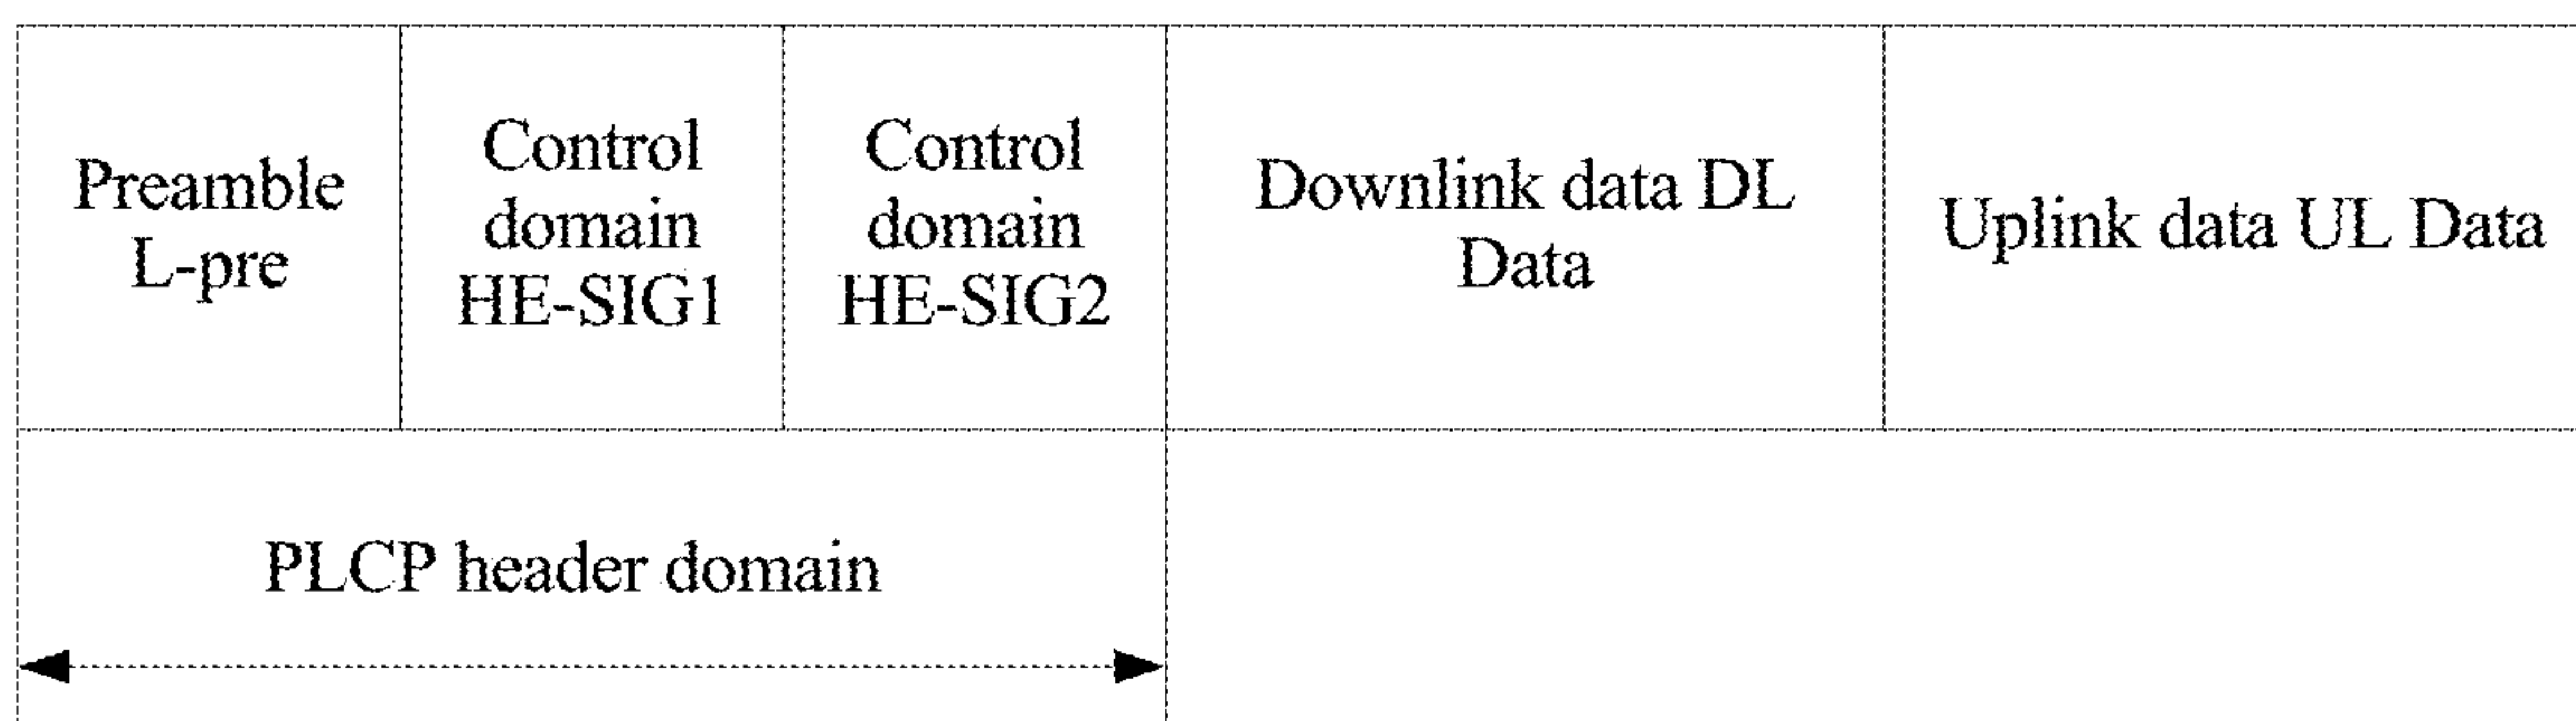 Preamble
L-pre
Control
domain
HE-SIG1
Control
domain
HE-SIG2
Downlink data DL
Data
Uplink data UL Data
PLCP header domain